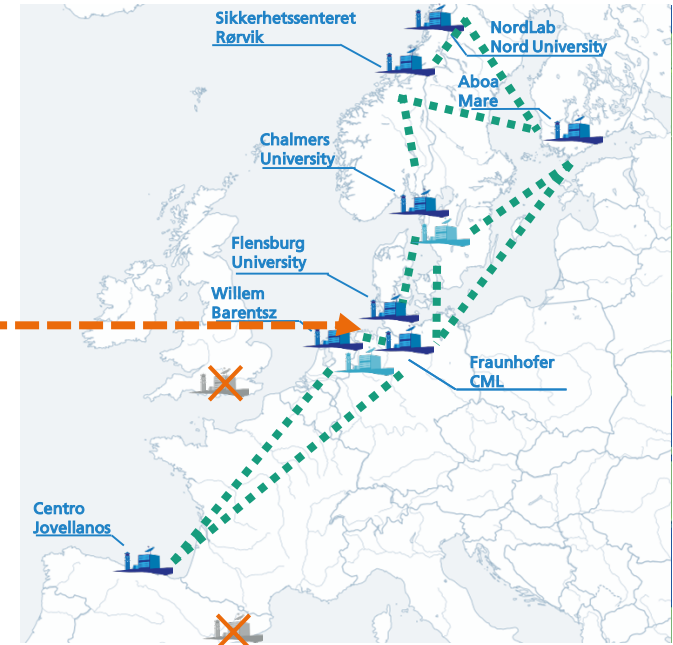 Sikkerhetssenteret
Rørvik
NordLab
Nord University
Aboa
Mare
Chalmers
University
Flensburg
University
Willem
Barentsz
Fraunhofer
CML
Centro
Jovellanos